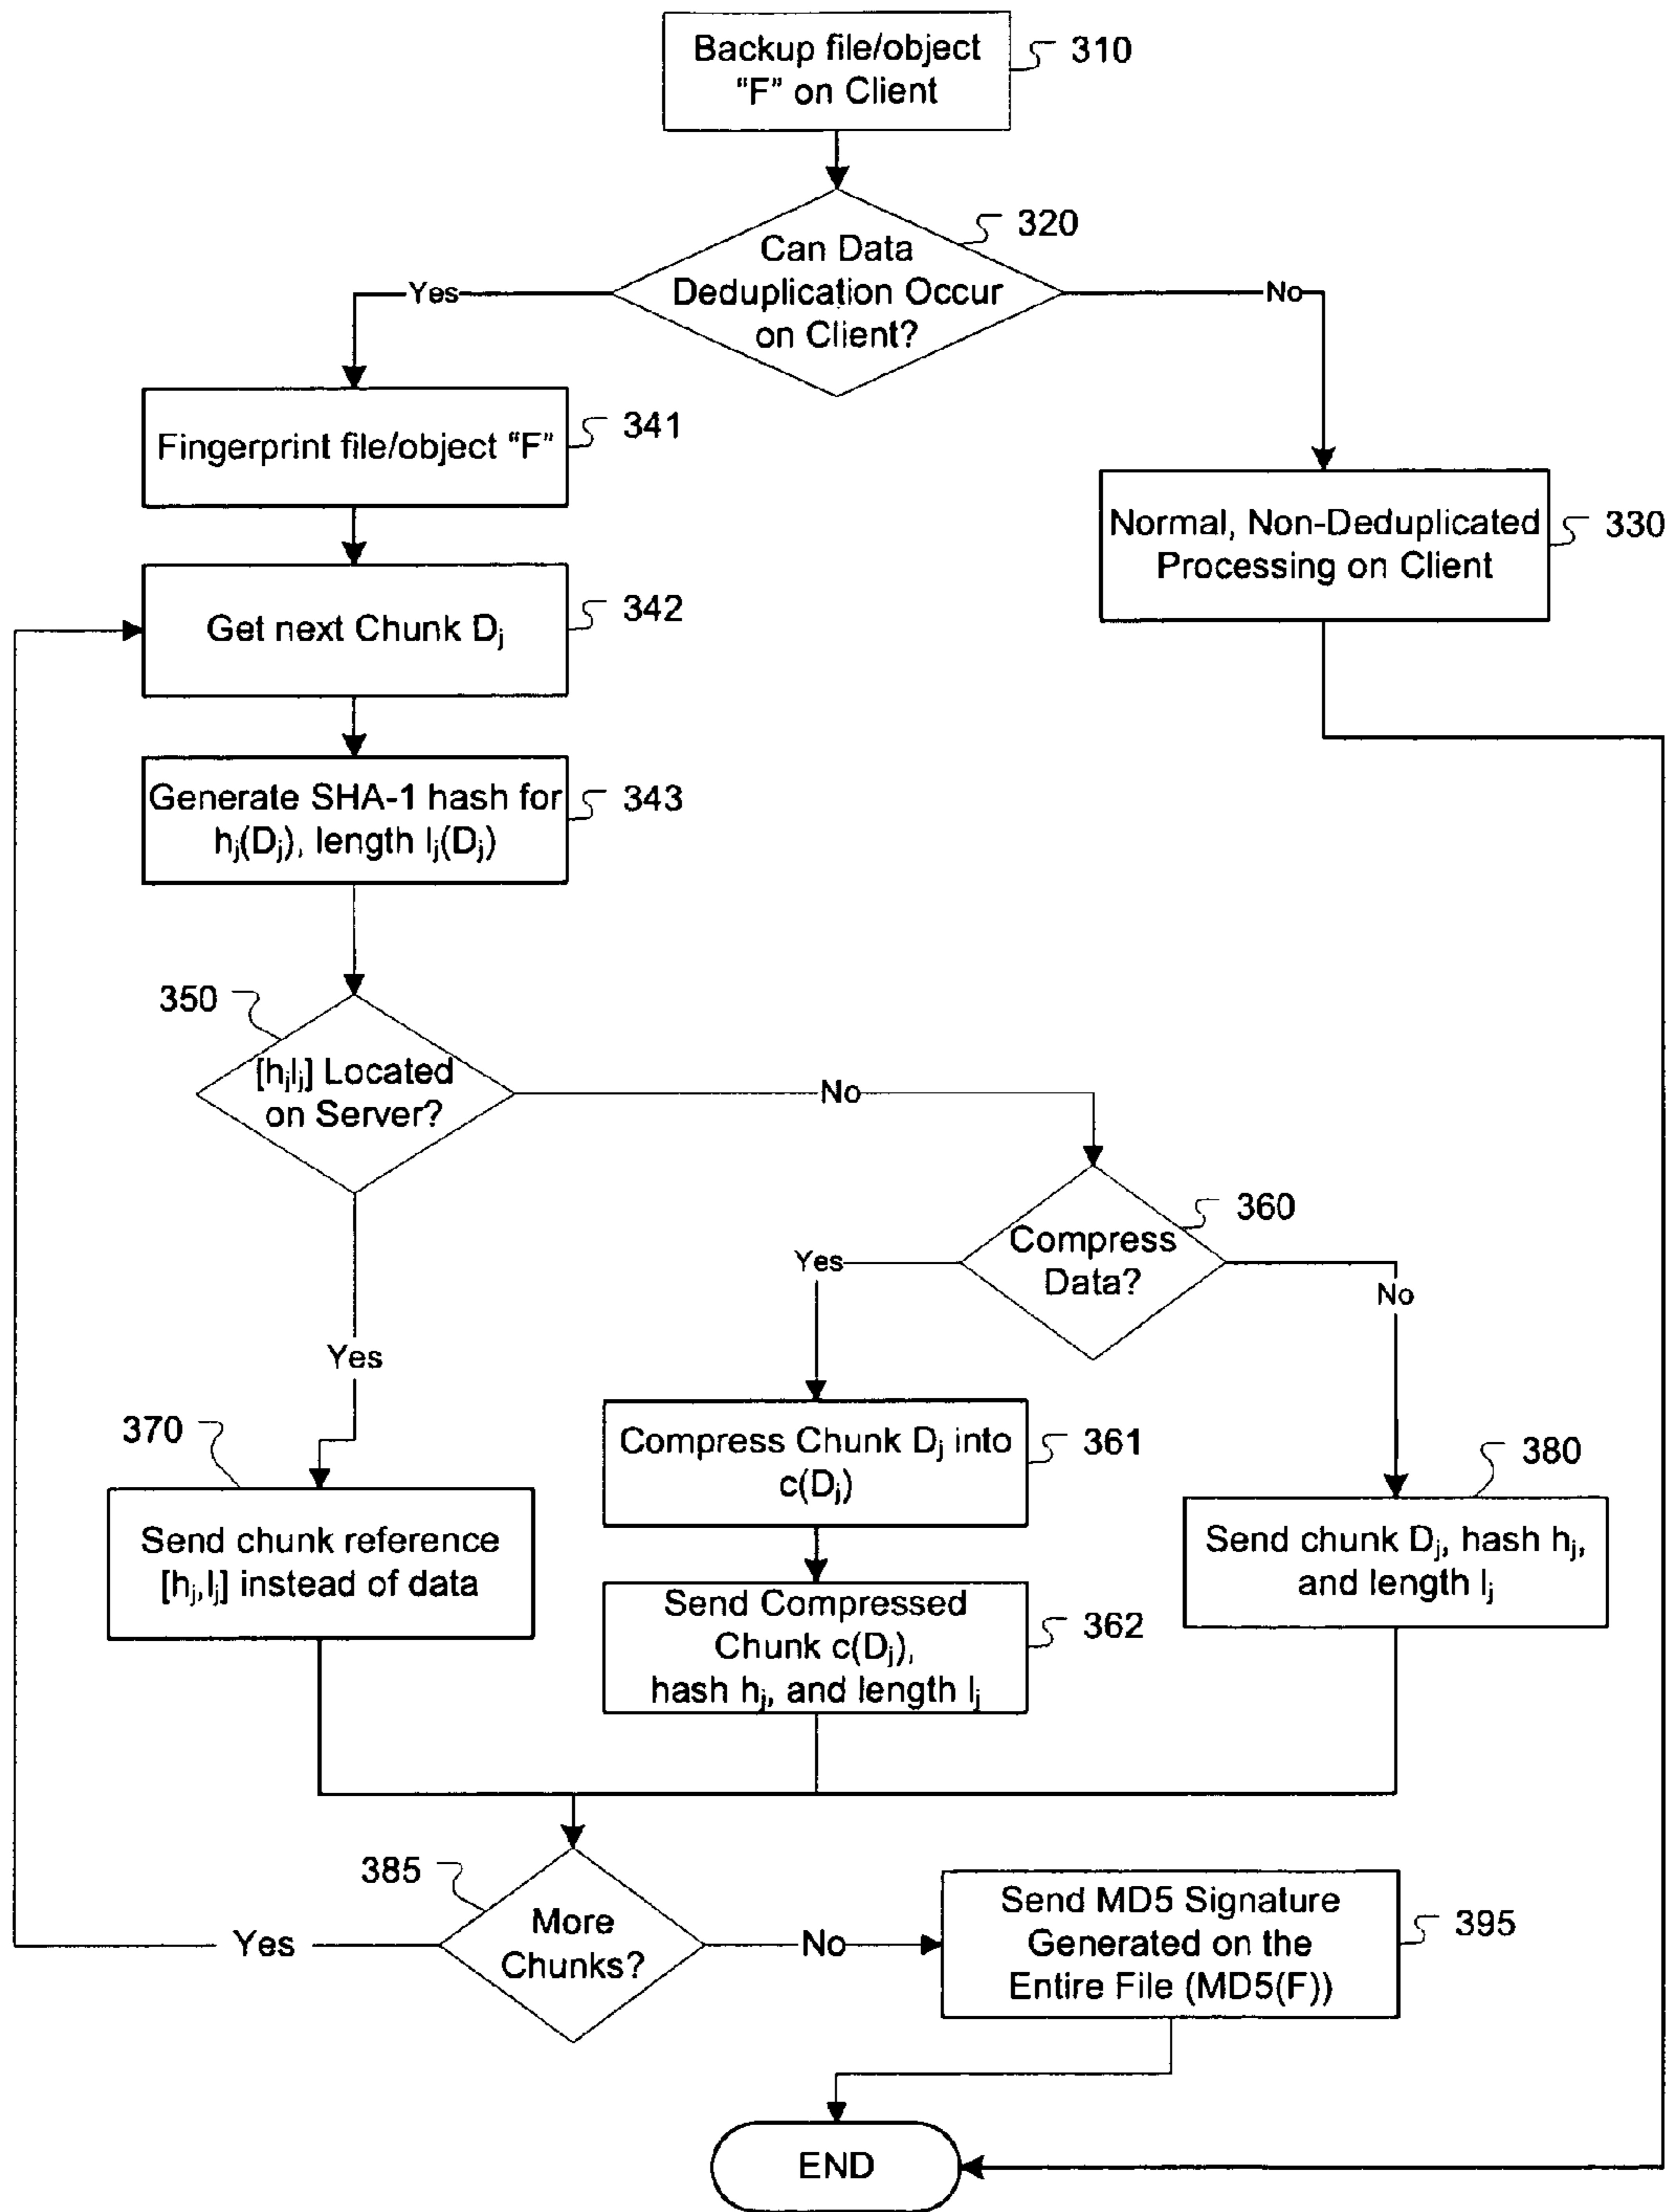 Backup file/object
"F" on Client
310
320
Can Data
Deduplication Occur
on Client?
Yes
No
Fingerprint file/object "F"
341
Normal, Non-Deduplicated
Processing on Client
330
Get next Chunk Dj
342
Generate SHA-1 hash for
hj(Dj), length lj(Dj)
343
350
[hjlj] Located
on Server?
No
Yes
360
Compress
Data?
Yes
No
370
Send chunk reference
[hj,lj] instead of data
Compress Chunk Dj into
c(Dj)
361
Send Compressed
Chunk c(Dj),
hash hj, and length lj
362
380
Send chunk Dj, hash hj,
and length lj
385
More
Chunks?
Yes
No
Send MD5 Signature
Generated on the
Entire File (MD5(F))
395
END